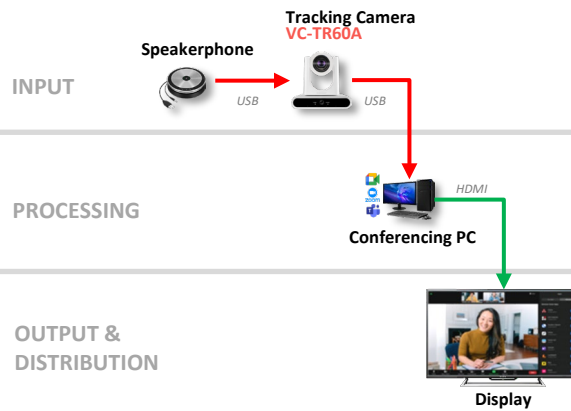 Tracking Camera
VC-TR60A
Speakerphone
INPUT
USB
USB
PROCESSING
zoom
HDMI
Conferencing PC
OUTPUT &
DISTRIBUTION
Display